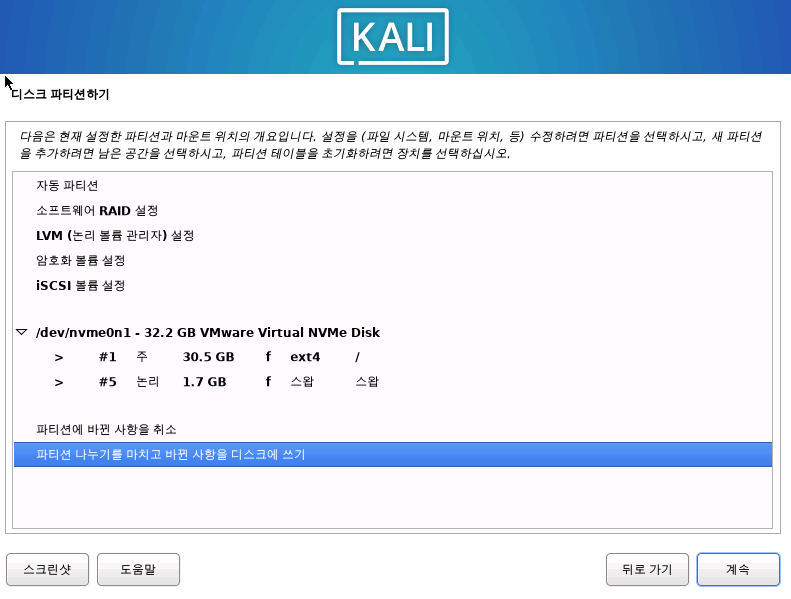 KALI
디스크 파티션하기
다음은 현재 설정한 파티션과 마운트 위치의 개요입니다. 설정을 (파일 시스템, 마운트 위치, 등) 수정하려면 파티션을 선택하시고, 새 파티션
을 추가하려면 남은 공간을 선택하시고, 파티션 테이블을 초기화하려면 장치를 선택하십시오.
자동 파티션
소프트웨어 RAID 설정
LVM (논리 볼륨 관리자) 설정
암호화 볼륨 설정
iSCSI 볼륨 설정
/dev/nvme0n1 - 32.2 GB VMware Virtual NVMe Disk
> #1 주 30.5 GB f ext4 /
> #5 논리 1.7 GB f 스왑 스왑
파티션에 바뀐 사항을 취소
파티션 나누기를 마치고 바뀐 사항을 디스크에 쓰기
스크린샷 도움말 뒤로 가기 계속